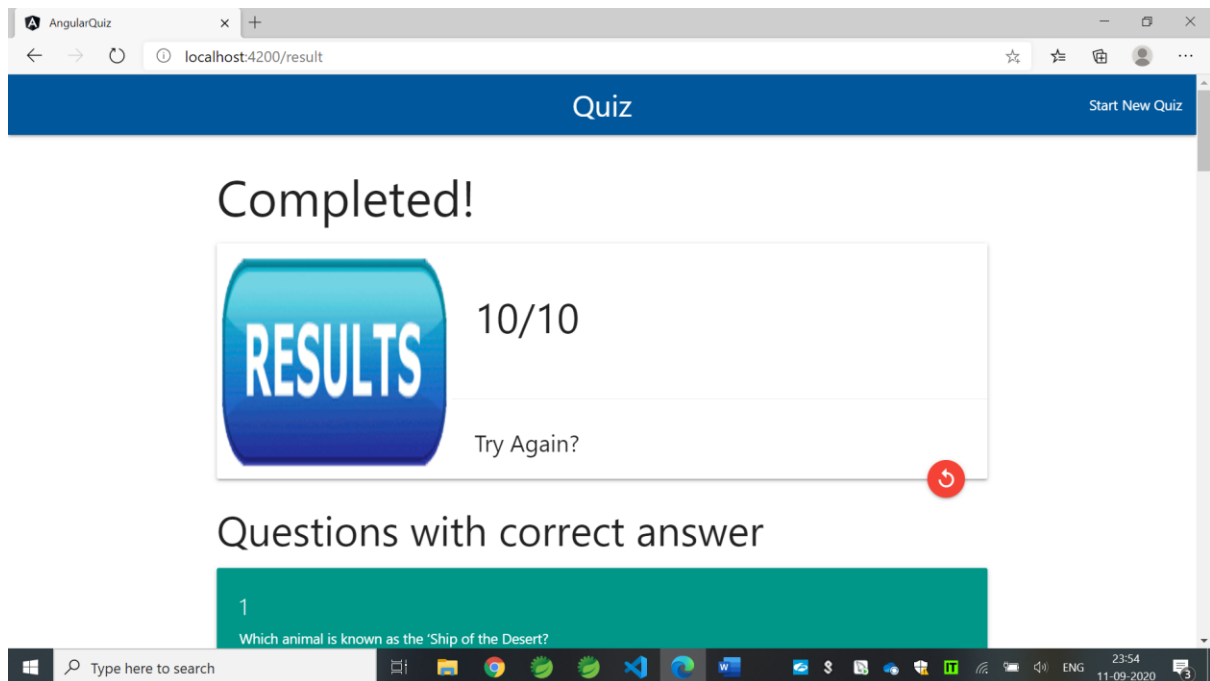 AngularQuiz
localhost:4200/result
Quiz
Start New Quiz
Completed!
RESULTS
10/10
Try Again?
Questions with correct answer
1
Which animal is known as the 'Ship of the Desert?
Type here to search
ENG
23:54
11-09-2020
3